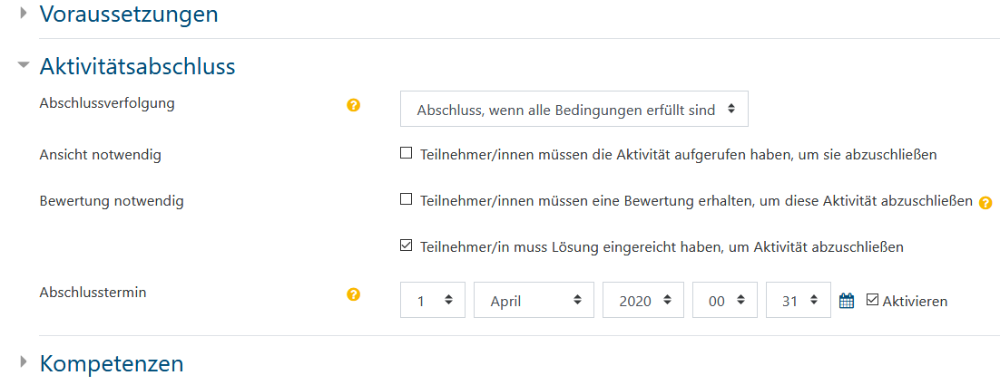 Voraussetzungen
Aktivitätsabschluss
Abschlussverfolgung ? Abschluss, wenn alle Bedingungen erfüllt sind
Ansicht notwendig Teilnehmer/innen müssen die Aktivität aufgerufen haben, um sie abzuschließen
Bewertung notwendig Teilnehmer/innen müssen eine Bewertung erhalten, um diese Aktivität abzuschließen ?
Teilnehmer/in muss Lösung eingereicht haben, um Aktivität abzuschließen
Abschlusstermin ? 1 April 2020 00 31 Aktivieren
Kompetenzen